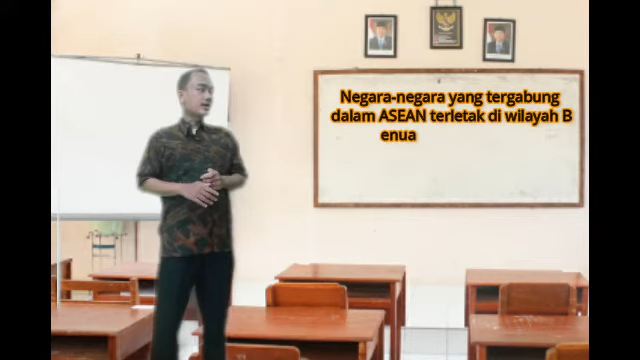 Negara-negara yang tergabung
dalam ASEAN terletak di wilayah B
enua